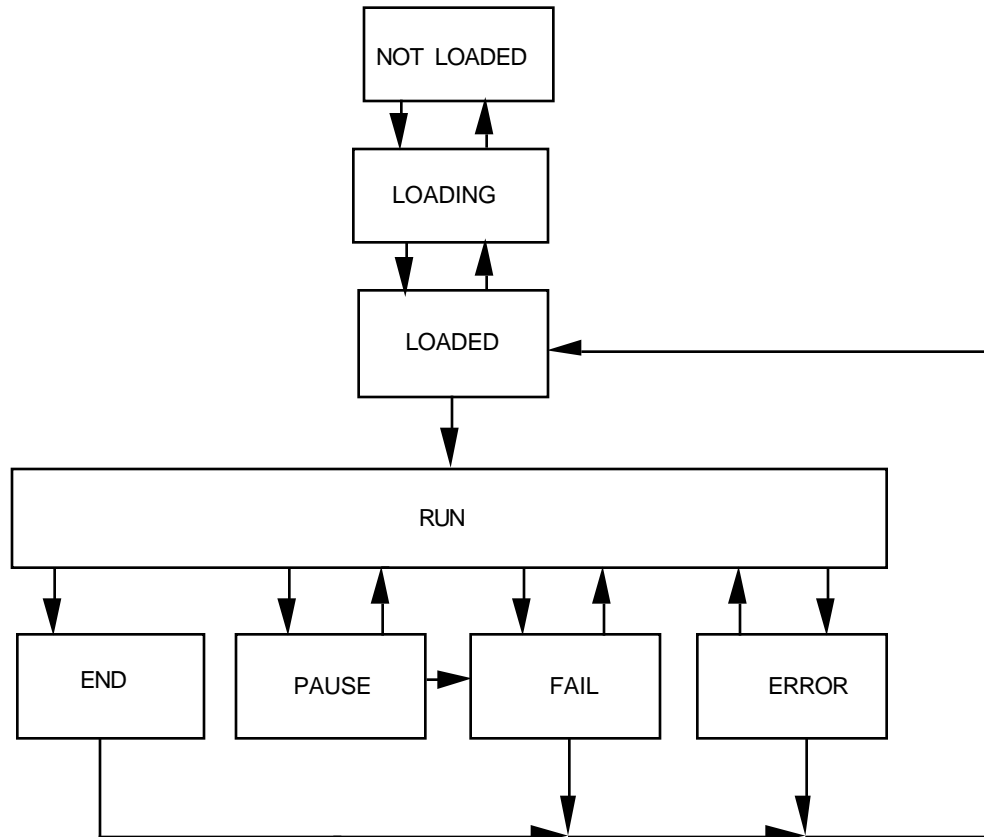 NOT LOADED
LOADING
LOADED
RUN
END
PAUSE
FAIL
ERROR